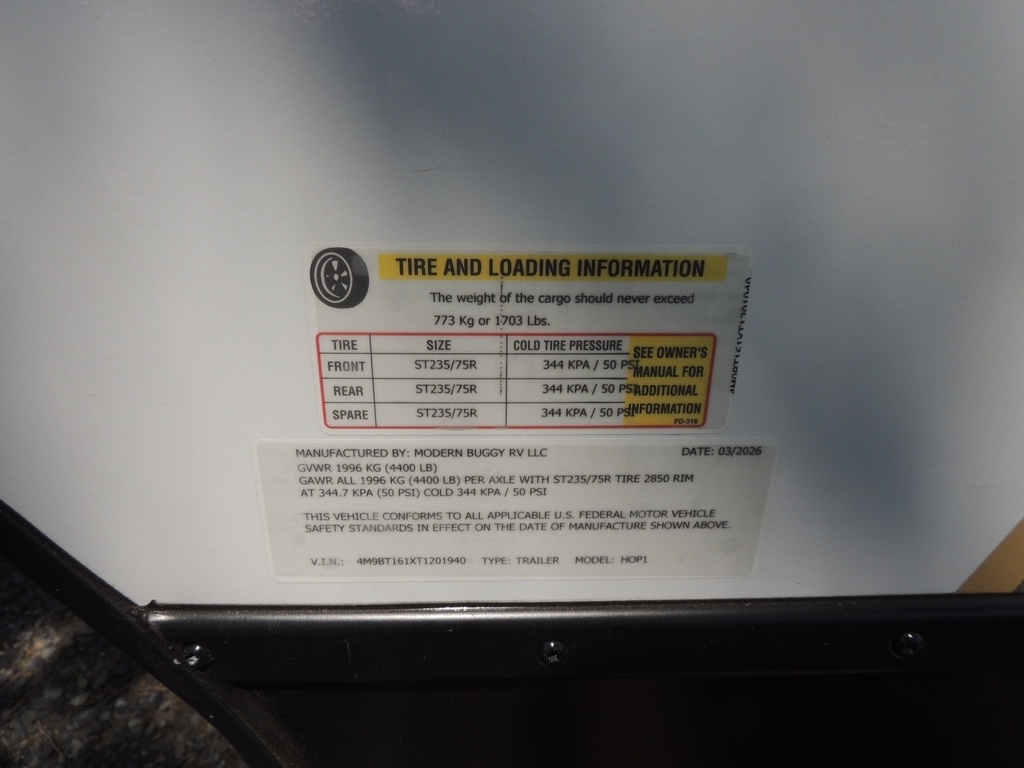 TIRE AND LOADING INFORMATION
The weight of the cargo should never exceed
773 Kg or 1703 Lbs.
TIRE SIZE COLD TIRE PRESSURE
FRONT ST235/75R 344 KPA / 50 PSI
REAR ST235/75R 344 KPA / 50 PSI
SPARE ST235/75R 344 KPA / 50 PSI
SEE OWNER'S
MANUAL FOR
ADDITIONAL
INFORMATION
FD-318
4M9BT161XT1201940
MANUFACTURED BY: MODERN BUGGY RV LLC DATE: 03/2026
GVWR 1996 KG (4400 LB)
GAWR ALL 1996 KG (4400 LB) PER AXLE WITH ST235/75R TIRE 2850 RIM
AT 344.7 KPA (50 PSI) COLD 344 KPA / 50 PSI
THIS VEHICLE CONFORMS TO ALL APPLICABLE U.S. FEDERAL MOTOR VEHICLE
SAFETY STANDARDS IN EFFECT ON THE DATE OF MANUFACTURE SHOWN ABOVE.
V.I.N.: 4M9BT161XT1201940 TYPE: TRAILER MODEL: HOP1